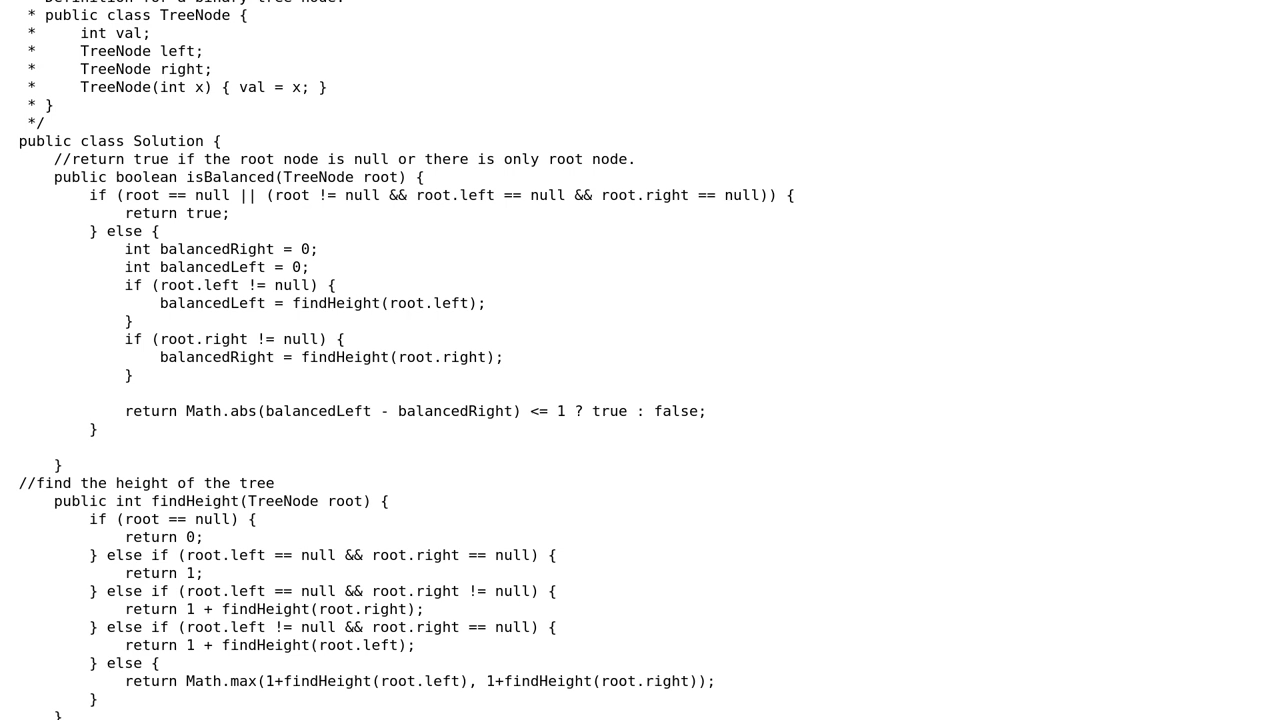 Definition for a binary tree node.
 * public class TreeNode {
 *     int val;
 *     TreeNode left;
 *     TreeNode right;
 *     TreeNode(int x) { val = x; }
 * }
 */
public class Solution {
    //return true if the root node is null or there is only root node.
    public boolean isBalanced(TreeNode root) {
        if (root == null || (root != null && root.left == null && root.right == null)) {
            return true;
        } else {
            int balancedRight = 0;
            int balancedLeft = 0;
            if (root.left != null) {
                balancedLeft = findHeight(root.left);
            }
            if (root.right != null) {
                balancedRight = findHeight(root.right);
            }

            return Math.abs(balancedLeft - balancedRight) <= 1 ? true : false;
        }

    }
//find the height of the tree
    public int findHeight(TreeNode root) {
        if (root == null) {
            return 0;
        } else if (root.left == null && root.right == null) {
            return 1;
        } else if (root.left == null && root.right != null) {
            return 1 + findHeight(root.right);
        } else if (root.left != null && root.right == null) {
            return 1 + findHeight(root.left);
        } else {
            return Math.max(1+findHeight(root.left), 1+findHeight(root.right));
        }
    }